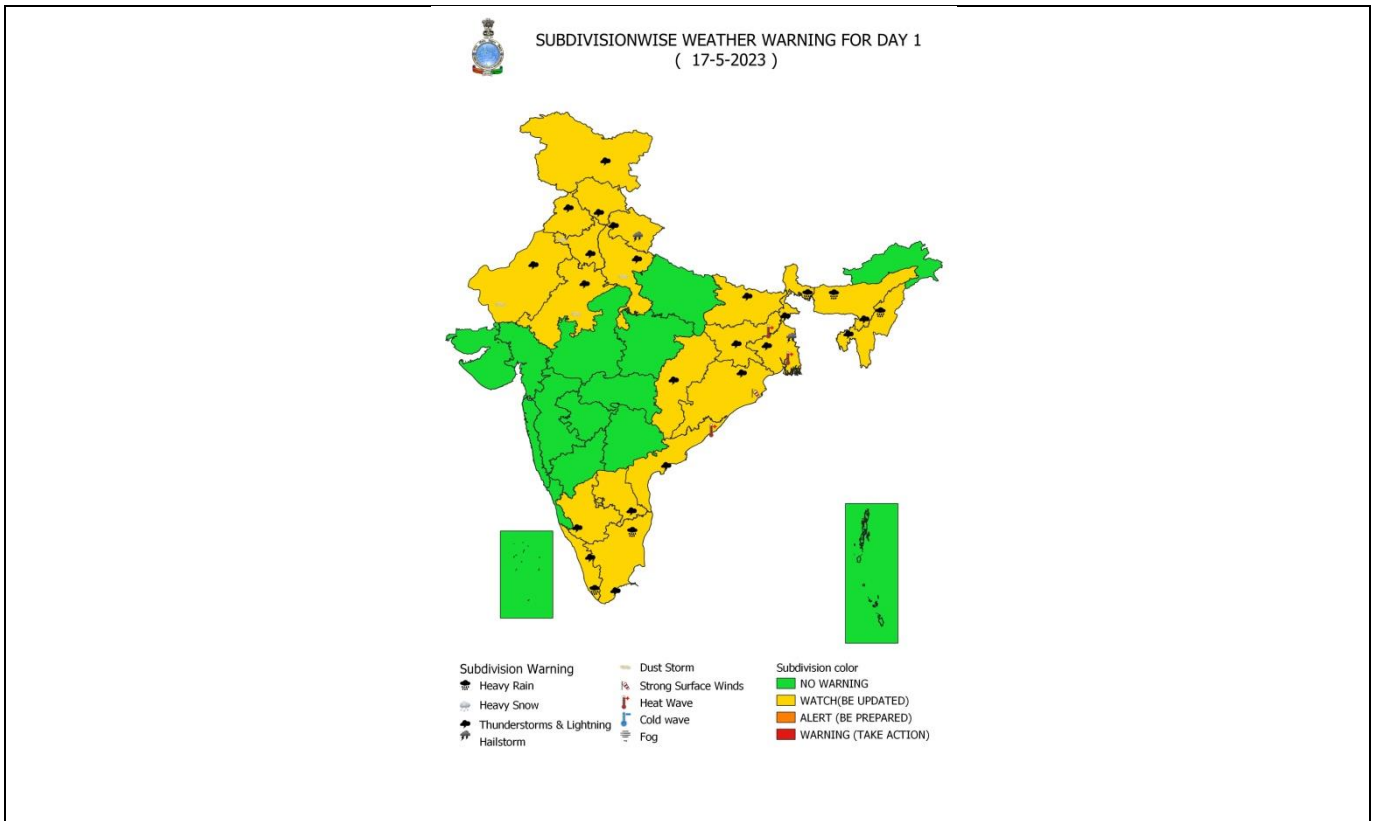 SUBDIVISIONWISE WEATHER WARNING FOR DAY 1
( 17-5-2023 )
Subdivision Warning
Heavy Rain
Heavy Snow
Thunderstorms & Lightning
Hailstorm
Dust Storm
Strong Surface Winds
Heat Wave
Cold wave
Fog
Subdivision color
NO WARNING
WATCH(BE UPDATED)
ALERT (BE PREPARED)
WARNING (TAKE ACTION)